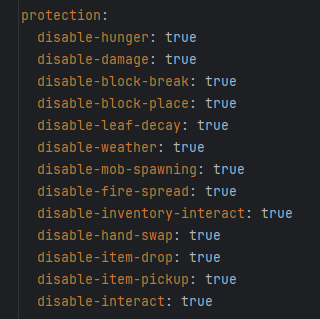 protection:
  disable-hunger: true
  disable-damage: true
  disable-block-break: true
  disable-block-place: true
  disable-leaf-decay: true
  disable-weather: true
  disable-mob-spawning: true
  disable-fire-spread: true
  disable-inventory-interact: true
  disable-hand-swap: true
  disable-item-drop: true
  disable-item-pickup: true
  disable-interact: true